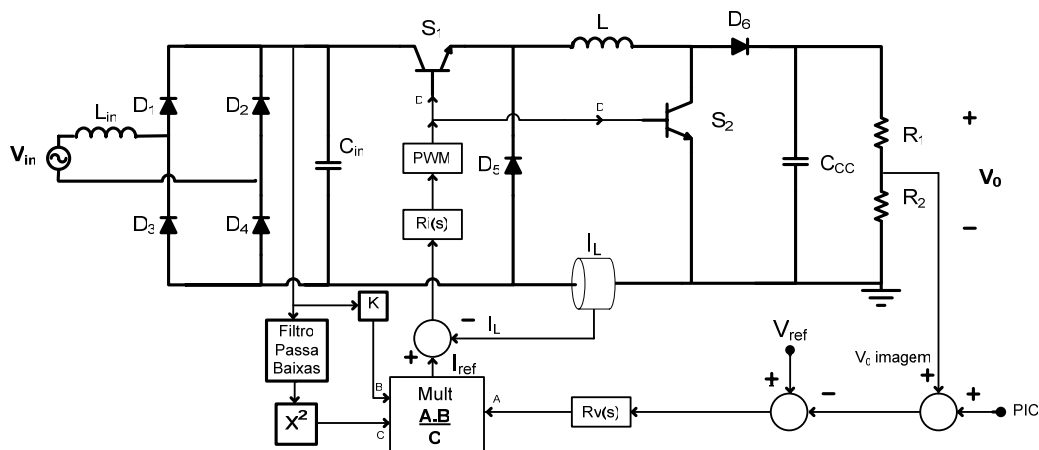 S1
L
D6
Lin
D1
D2
Vin
Cin
D
D
S2
R1
+
PWM
D5
CCC
V0
D3
D4
Ri(s)
R2
−
IL
K
−
IL
Filtro
Passa
Baixas
+
Iref
Vref
V0 imagem
B
Mult
A.B
C
A
Rv(s)
+
−
+
+
PIC
X²
C